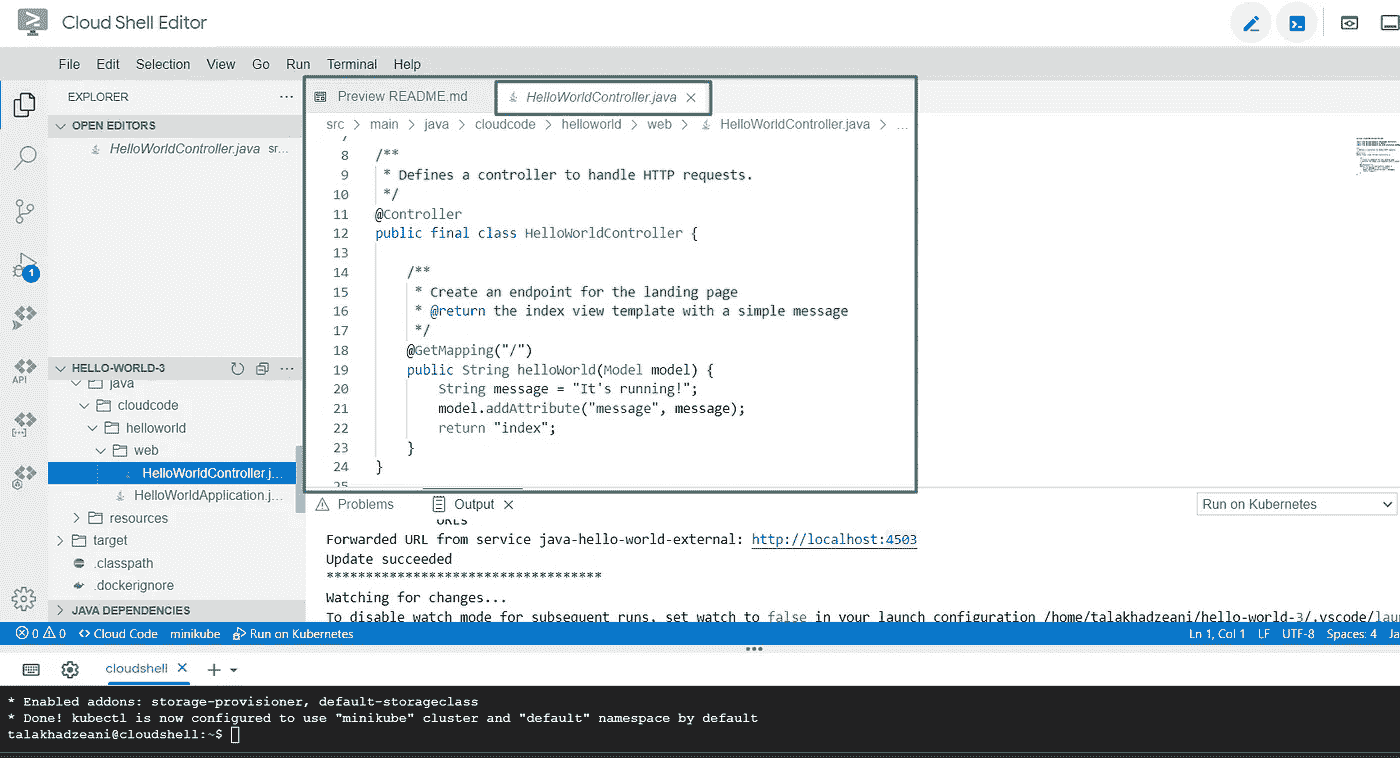 Cloud Shell Editor
File Edit Selection View Go Run Terminal Help
EXPLORER ...
OPEN EDITORS
HelloWorldController.java sr...
HELLO-WORLD-3 ...
java
cloudcode
helloworld
web
HelloWorldController.j...
HelloWorldApplication.j...
resources
target
.classpath
.dockerignore
JAVA DEPENDENCIES
API
1
Preview README.md HelloWorldController.java
src > main > java > cloudcode > helloworld > web > HelloWorldController.java > ...
7
8 /**
9 * Defines a controller to handle HTTP requests.
10 */
11 @Controller
12 public final class HelloWorldController {
13
14 /**
15 * Create an endpoint for the landing page
16 * @return the index view template with a simple message
17 */
18 @GetMapping("/")
19 public String helloWorld(Model model) {
20 String message = "It's running!";
21 model.addAttribute("message", message);
22 return "index";
23 }
24 }
25
Problems Output Run on Kubernetes
URLs
Forwarded URL from service java-hello-world-external: http://localhost:4503
Update succeeded
***********************************
Watching for changes...
To disable watch mode for subsequent runs, set watch to false in your launch configuration /home/talakhadzeani/hello-world-3/.vscode/lau
0 0 <> Cloud Code minikube Run on Kubernetes Ln 1, Col 1 LF UTF-8 Spaces: 4 Ja
cloudshell
* Enabled addons: storage-provisioner, default-storageclass
* Done! kubectl is now configured to use "minikube" cluster and "default" namespace by default
talakhadzeani@cloudshell:~$